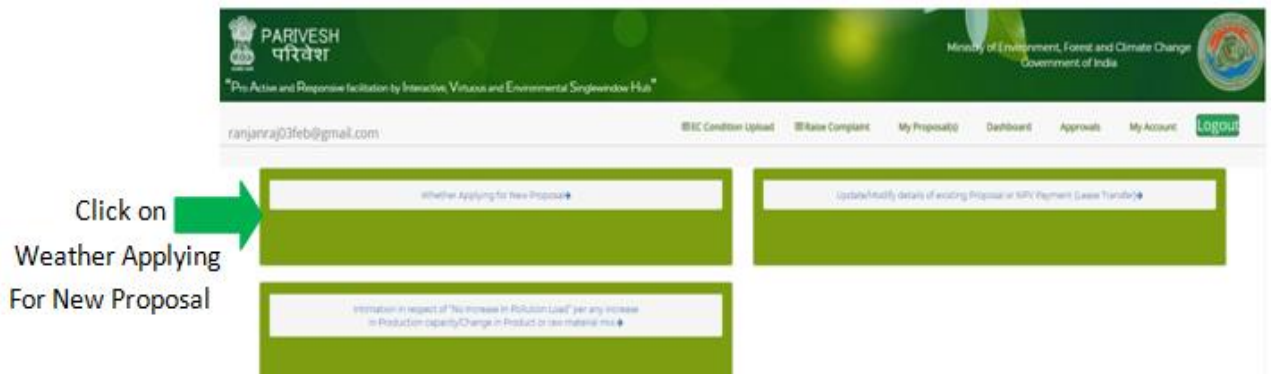 PARIVESH
परिवेश
"Pro Active and Responsive facilitation by Interactive, Virtuous and Environmental Singlewindow Hub"
Ministry of Environment, Forest and Climate Change
Government of India
ranjanraj03feb@gmail.com
EC Condition Upload Raise Complaint My Proposal(s) Dashboard Approvals My Account Logout
Whether Applying for New Proposal
Update/Modify details of existing Proposal or NPV Payment (Lease Transfer)
Click on
Weather Applying
For New Proposal
Intimation in respect of "No Increase in Pollution Load" per any increase
in Production capacity/Change in Product or raw material mix